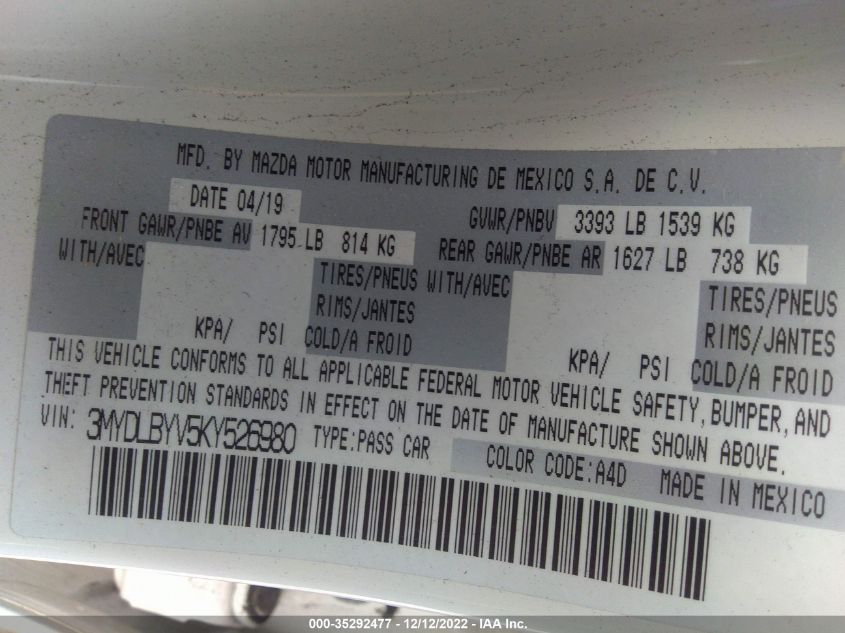 MFD. BY MAZDA MOTOR MANUFACTURING DE MEXICO S.A. DE C.V.
DATE 04/19 GVWR/PNBV 3393 LB 1539 KG
FRONT GAWR/PNBE AV 1795 LB 814 KG REAR GAWR/PNBE AR 1627 LB 738 KG
WITH/AVEC TIRES/PNEUS WITH/AVEC TIRES/PNEUS
RIMS/JANTES RIMS/JANTES
KPA/ PSI COLD/A FROID KPA/ PSI COLD/A FROID
THIS VEHICLE CONFORMS TO ALL APPLICABLE FEDERAL MOTOR VEHICLE SAFETY, BUMPER, AND
THEFT PREVENTION STANDARDS IN EFFECT ON THE DATE OF MANUFACTURE SHOWN ABOVE.
VIN: 3MYDLBYV5KY526980 TYPE:PASS CAR COLOR CODE:A4D MADE IN MEXICO
000-35292477 - 12/12/2022 - IAA Inc.